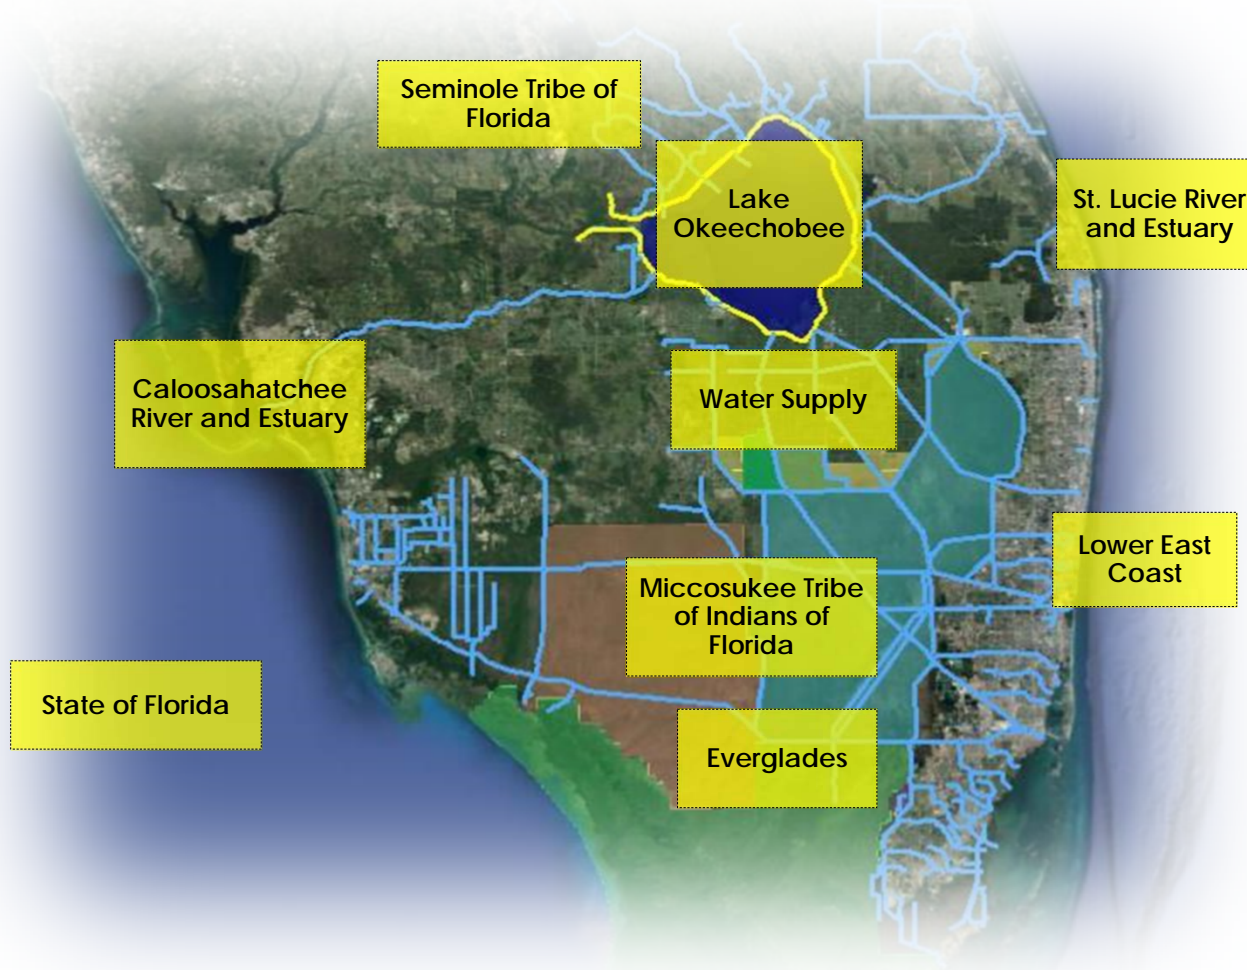 Seminole Tribe of
Florida
Lake
Okeechobee
St. Lucie River
and Estuary
Caloosahatchee
River and Estuary
Water Supply
Lower East
Coast
Miccosukee Tribe
of Indians of
Florida
State of Florida
Everglades